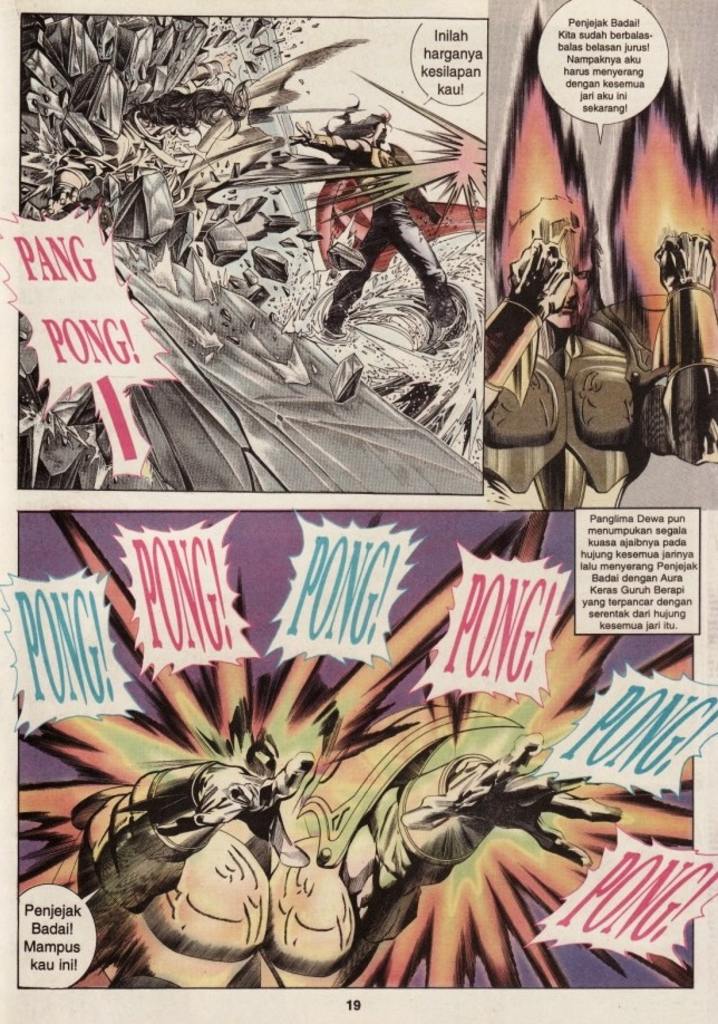 Inilah
harganya
kesilapan
kau!
Penjejak Badai!
Kita sudah berbalas-
balas belasan jurus!
Nampaknya aku
harus menyerang
dengan kesemua
jari aku ini
sekarang!
PANG
PONG!
Panglima Dewa pun
menumpukan segala
kuasa ajaibnya pada
hujung kesemua jarinya
lalu menyerang Penjejak
Badai dengan Aura
Keras Guruh Berapi
yang terpancar dengan
serentak dari hujung
kesemua jari itu.
PONG!
PONG!
PONG!
PONG!
PONG!
PONG!
Penjejak
Badai!
Mampus
kau ini!
19